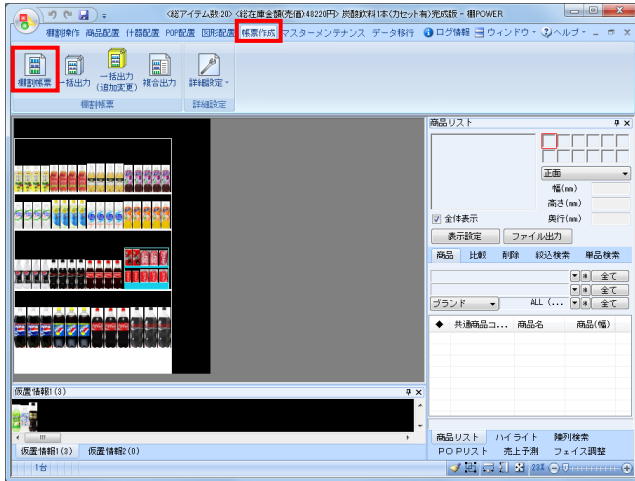 <総アイテム数:20> <総在庫金額(売価):48220円> 炭酸飲料1本(カセット有)完成版 - 棚POWER
棚割操作 商品配置 什器配置 POP配置 図形配置 帳票作成 マスターメンテナンス データ移行 ログ情報 ウィンドウ ヘルプ
棚割帳票 一括出力 一括出力(追加変更) 複合出力 詳細設定
棚割帳票 詳細設定
商品リスト
正面
幅(mm)
高さ(mm)
全体表示 奥行(mm)
表示設定 ファイル出力
商品 比較 削除 絞込検索 単品検索
* 全て
* 全て
ブランド ALL (... * 全て
◆ 共通商品コ... 商品名 商品(幅)
仮置情報1(3)
商品リスト ハイライト 陳列検索
仮置情報1(3) 仮置情報2(0) POPリスト 売上予測 フェイス調整
1台 23%